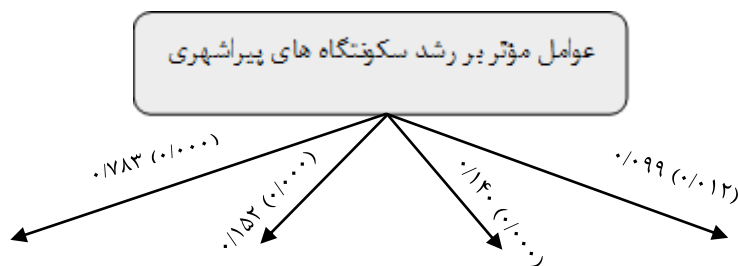 عوامل مؤثر بر رشد سکونتگاه های پیراشهری
۰/۷۸۳ (۰/۰۰۰)
۰/۱۵۲ (۰/۰۰۰)
۰/۱۴۰ (۰/۰۰۰)
۰/۰۹۹ (۰/۰۱۲)